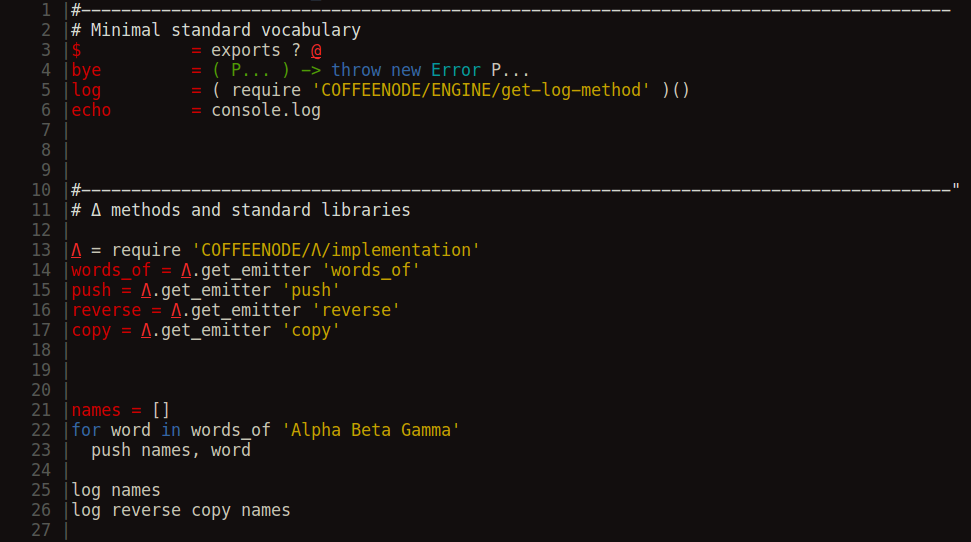 1 |#---------------------------------------------------------------------------------------
2 |# Minimal standard vocabulary
3 |$           = exports ? @
4 |bye         = ( P... ) -> throw new Error P...
5 |log         = ( require 'COFFEENODE/ENGINE/get-log-method' )()
6 |echo        = console.log
7 |
8 |
9 |
10 |#---------------------------------------------------------------------------------------"
11 |# Δ methods and standard libraries
12 |
13 |Λ = require 'COFFEENODE/Λ/implementation'
14 |words_of = Λ.get_emitter 'words_of'
15 |push = Λ.get_emitter 'push'
16 |reverse = Λ.get_emitter 'reverse'
17 |copy = Λ.get_emitter 'copy'
18 |
19 |
20 |
21 |names = []
22 |for word in words_of 'Alpha Beta Gamma'
23 |  push names, word
24 |
25 |log names
26 |log reverse copy names
27 |